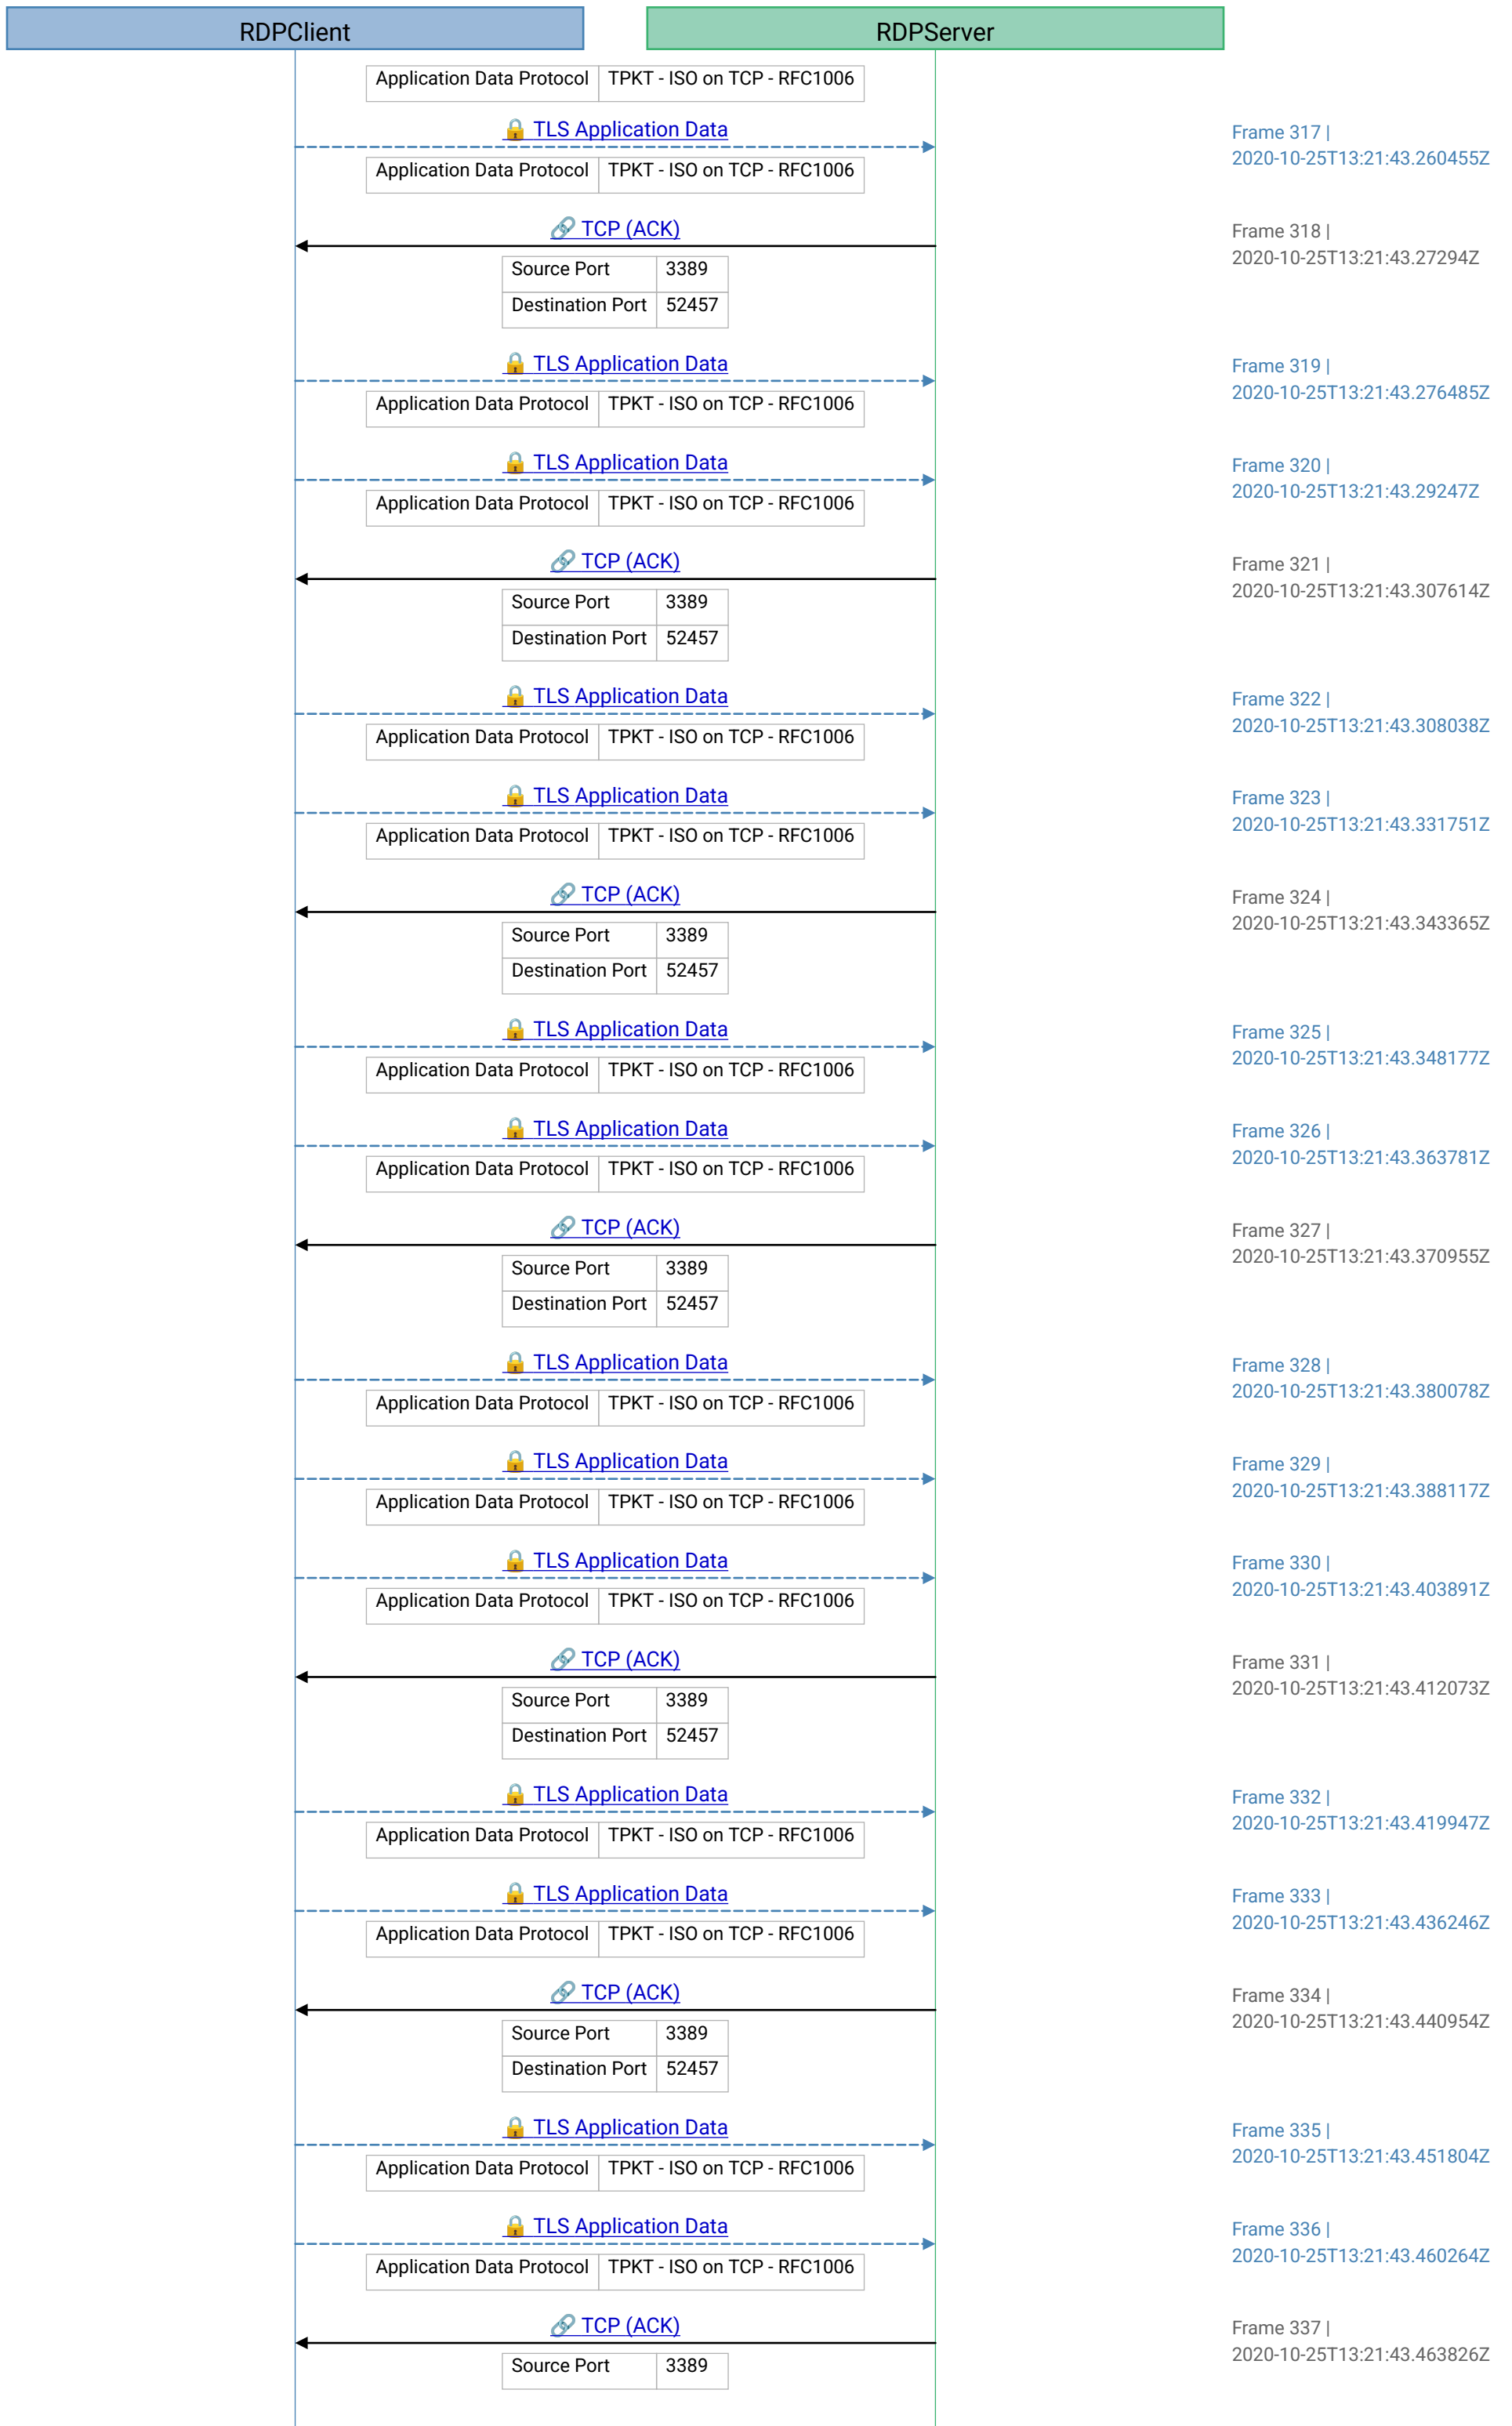 RDPClient RDPServer
Application Data Protocol TPKT - ISO on TCP - RFC1006
🔒 TLS Application Data Frame 317 |
2020-10-25T13:21:43.260455Z
Application Data Protocol TPKT - ISO on TCP - RFC1006
🔗 TCP (ACK) Frame 318 |
2020-10-25T13:21:43.27294Z
Source Port 3389
Destination Port 52457
🔒 TLS Application Data Frame 319 |
2020-10-25T13:21:43.276485Z
Application Data Protocol TPKT - ISO on TCP - RFC1006
🔒 TLS Application Data Frame 320 |
2020-10-25T13:21:43.29247Z
Application Data Protocol TPKT - ISO on TCP - RFC1006
🔗 TCP (ACK) Frame 321 |
2020-10-25T13:21:43.307614Z
Source Port 3389
Destination Port 52457
🔒 TLS Application Data Frame 322 |
2020-10-25T13:21:43.308038Z
Application Data Protocol TPKT - ISO on TCP - RFC1006
🔒 TLS Application Data Frame 323 |
2020-10-25T13:21:43.331751Z
Application Data Protocol TPKT - ISO on TCP - RFC1006
🔗 TCP (ACK) Frame 324 |
2020-10-25T13:21:43.343365Z
Source Port 3389
Destination Port 52457
🔒 TLS Application Data Frame 325 |
2020-10-25T13:21:43.348177Z
Application Data Protocol TPKT - ISO on TCP - RFC1006
🔒 TLS Application Data Frame 326 |
2020-10-25T13:21:43.363781Z
Application Data Protocol TPKT - ISO on TCP - RFC1006
🔗 TCP (ACK) Frame 327 |
2020-10-25T13:21:43.370955Z
Source Port 3389
Destination Port 52457
🔒 TLS Application Data Frame 328 |
2020-10-25T13:21:43.380078Z
Application Data Protocol TPKT - ISO on TCP - RFC1006
🔒 TLS Application Data Frame 329 |
2020-10-25T13:21:43.388117Z
Application Data Protocol TPKT - ISO on TCP - RFC1006
🔒 TLS Application Data Frame 330 |
2020-10-25T13:21:43.403891Z
Application Data Protocol TPKT - ISO on TCP - RFC1006
🔗 TCP (ACK) Frame 331 |
2020-10-25T13:21:43.412073Z
Source Port 3389
Destination Port 52457
🔒 TLS Application Data Frame 332 |
2020-10-25T13:21:43.419947Z
Application Data Protocol TPKT - ISO on TCP - RFC1006
🔒 TLS Application Data Frame 333 |
2020-10-25T13:21:43.436246Z
Application Data Protocol TPKT - ISO on TCP - RFC1006
🔗 TCP (ACK) Frame 334 |
2020-10-25T13:21:43.440954Z
Source Port 3389
Destination Port 52457
🔒 TLS Application Data Frame 335 |
2020-10-25T13:21:43.451804Z
Application Data Protocol TPKT - ISO on TCP - RFC1006
🔒 TLS Application Data Frame 336 |
2020-10-25T13:21:43.460264Z
Application Data Protocol TPKT - ISO on TCP - RFC1006
🔗 TCP (ACK) Frame 337 |
2020-10-25T13:21:43.463826Z
Source Port 3389